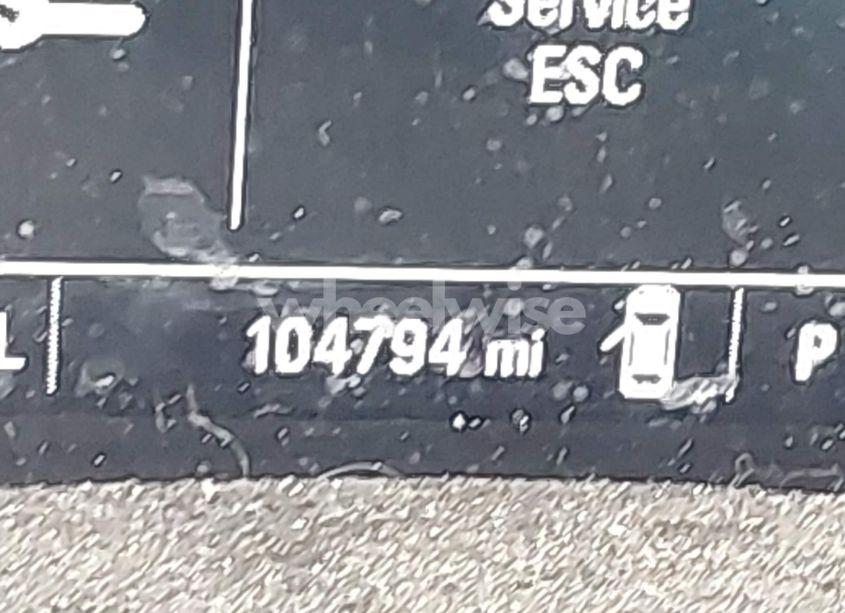 Service
ESC
wheelwise
L
104794 mi
P